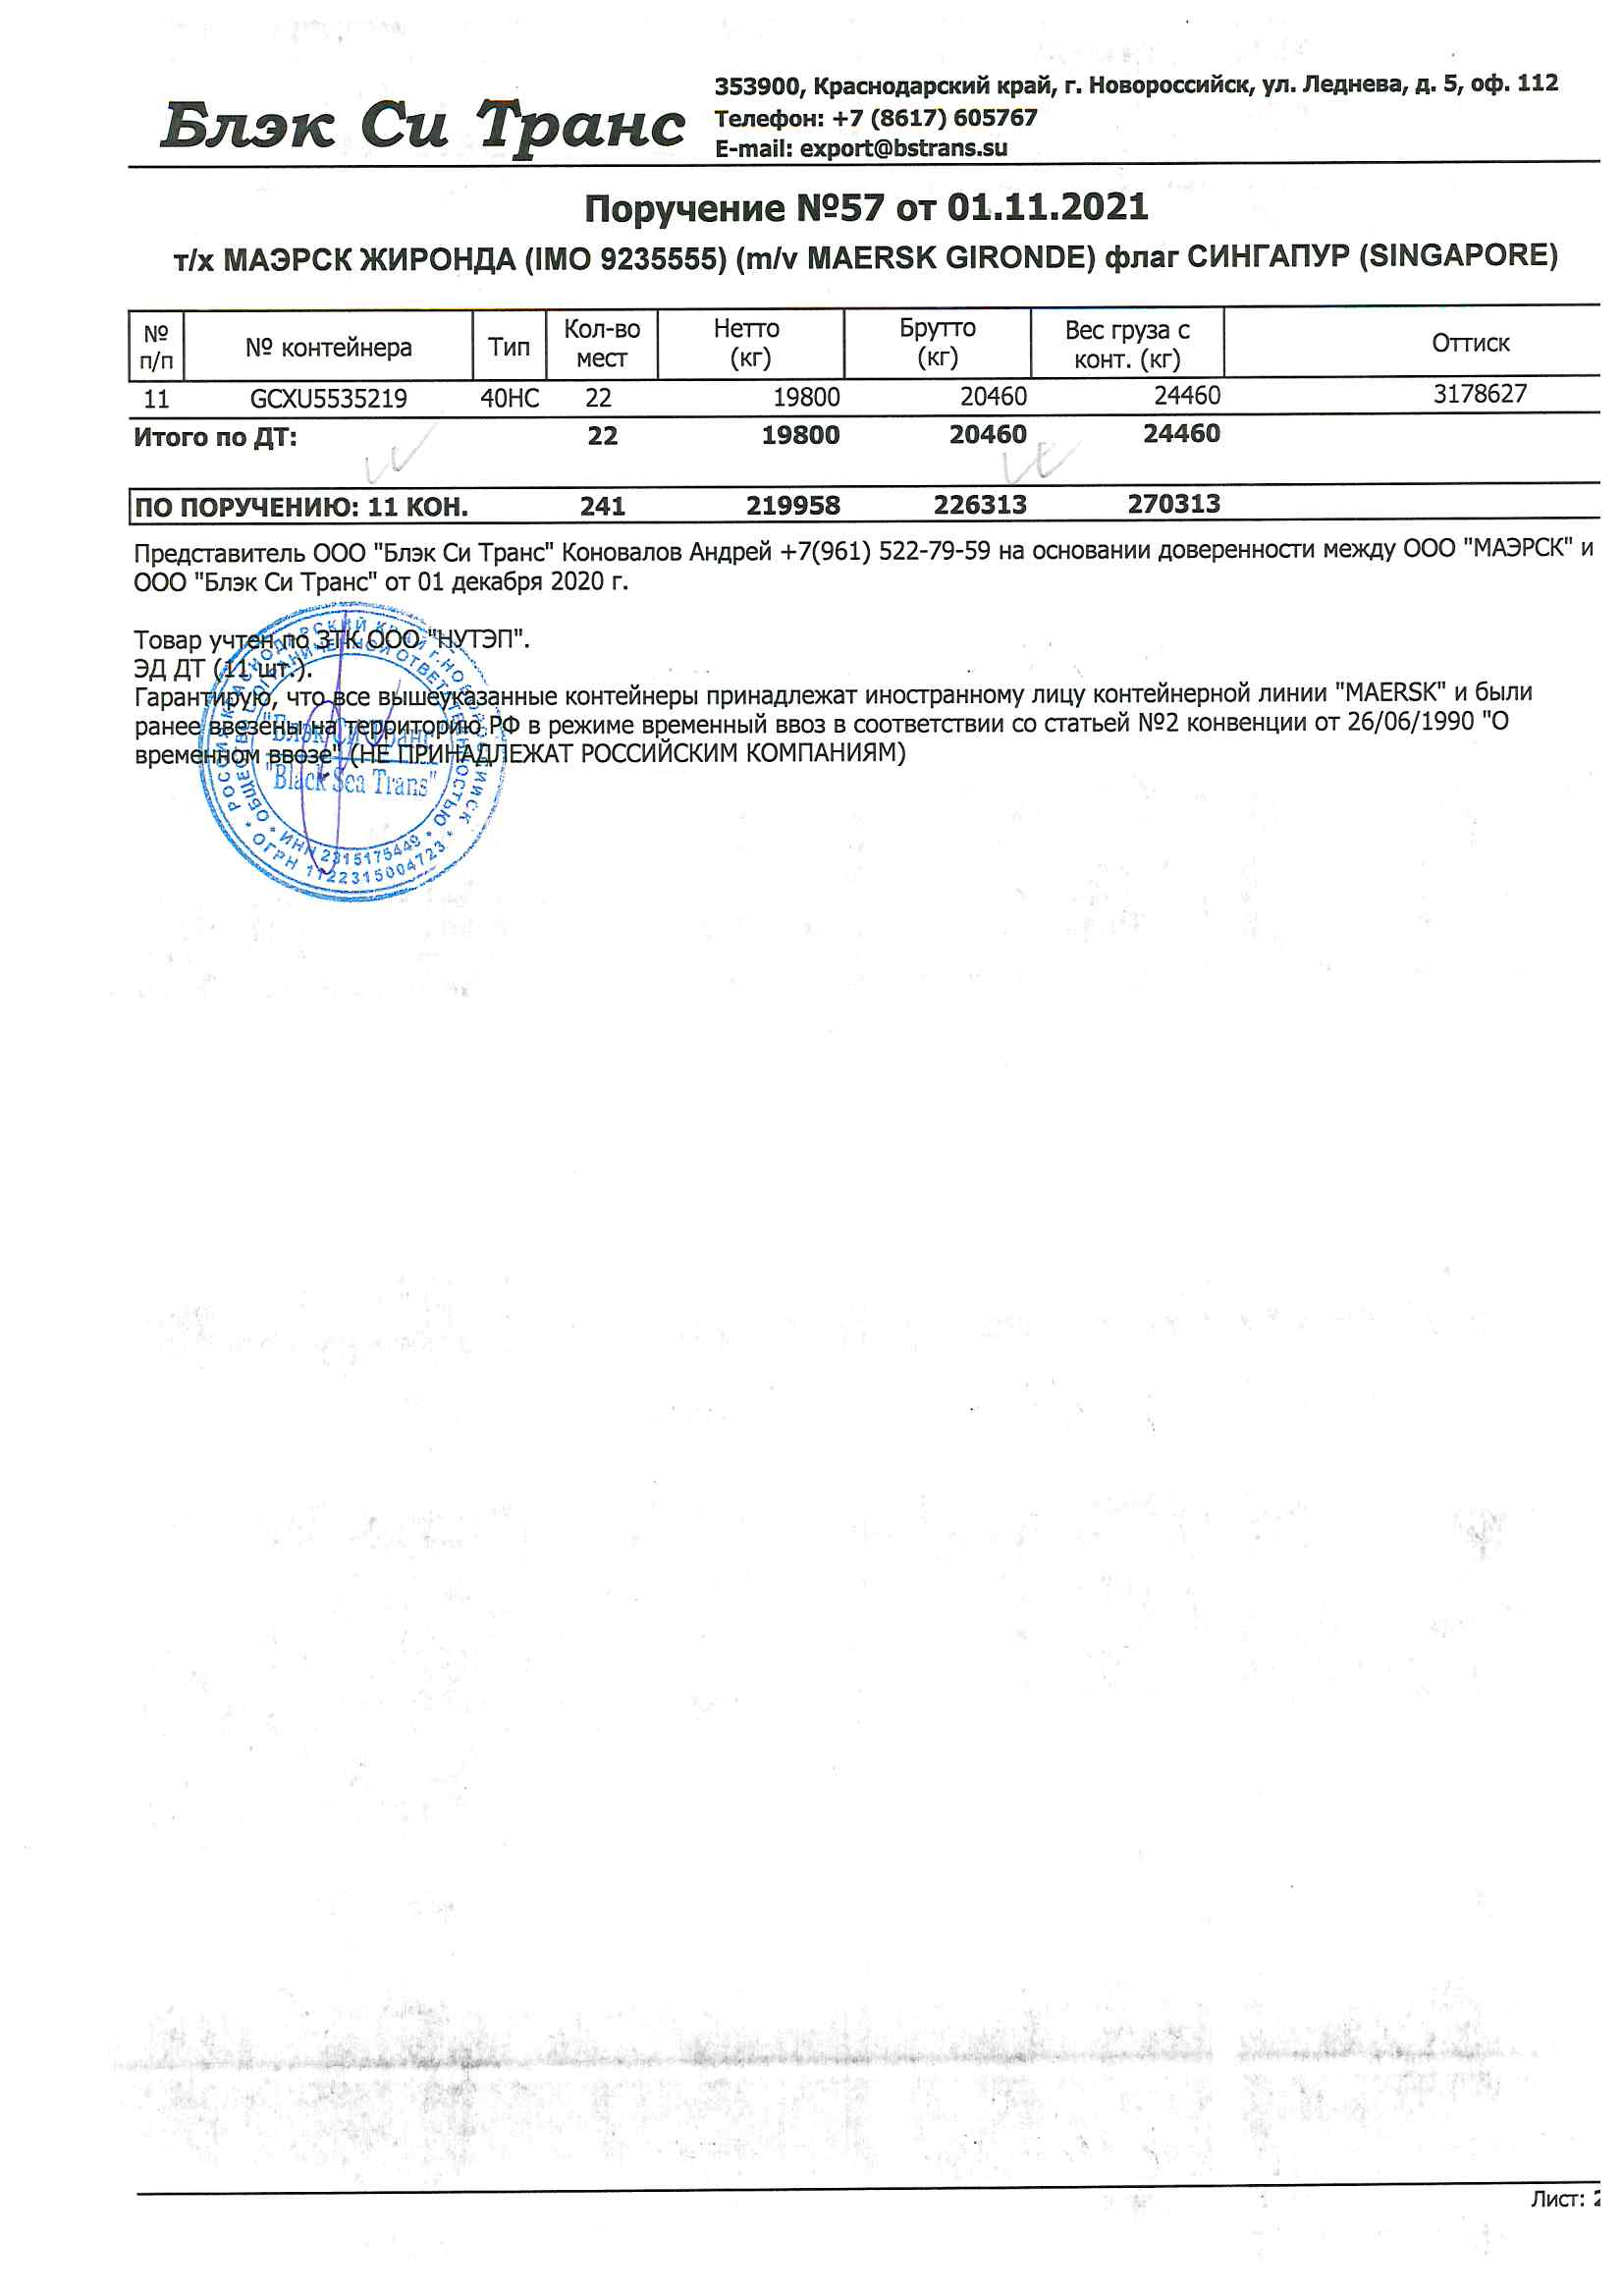 Блэк Си Транс
353900, Краснодарский край, г. Новороссийск, ул. Леднева, д. 5, оф. 112
Телефон: +7 (8617) 605767
E-mail: export@bstrans.su
Поручение №57 от 01.11.2021
т/х МАЭРСК ЖИРОНДА (IMO 9235555) (m/v MAERSK GIRONDE) флаг СИНГАПУР (SINGAPORE)
№ п/п № контейнера Тип Кол-во мест Нетто (кг) Брутто (кг) Вес груза с конт. (кг) Оттиск
11 GCXU5535219 40HC 22 19800 20460 24460 3178627
Итого по ДТ: 22 19800 20460 24460
ПО ПОРУЧЕНИЮ: 11 КОН. 241 219958 226313 270313
Представитель ООО "Блэк Си Транс" Коновалов Андрей +7(961) 522-79-59 на основании доверенности между ООО "МАЭРСК" и
ООО "Блэк Си Транс" от 01 декабря 2020 г.
Товар учтен по ЗТК ООО "НУТЭП".
ЭД ДТ (11 шт.).
Гарантирую, что все вышеуказанные контейнеры принадлежат иностранному лицу контейнерной линии "MAERSK" и были
ранее ввезены на территорию РФ в режиме временный ввоз в соответствии со статьей №2 конвенции от 26/06/1990 "О
временном ввозе" (НЕ ПРИНАДЛЕЖАТ РОССИЙСКИМ КОМПАНИЯМ)
"Блэк Си Транс"
"Black Sea Trans"
ИНН 2315175449
ОГРН 1122315004723
Лист: 2